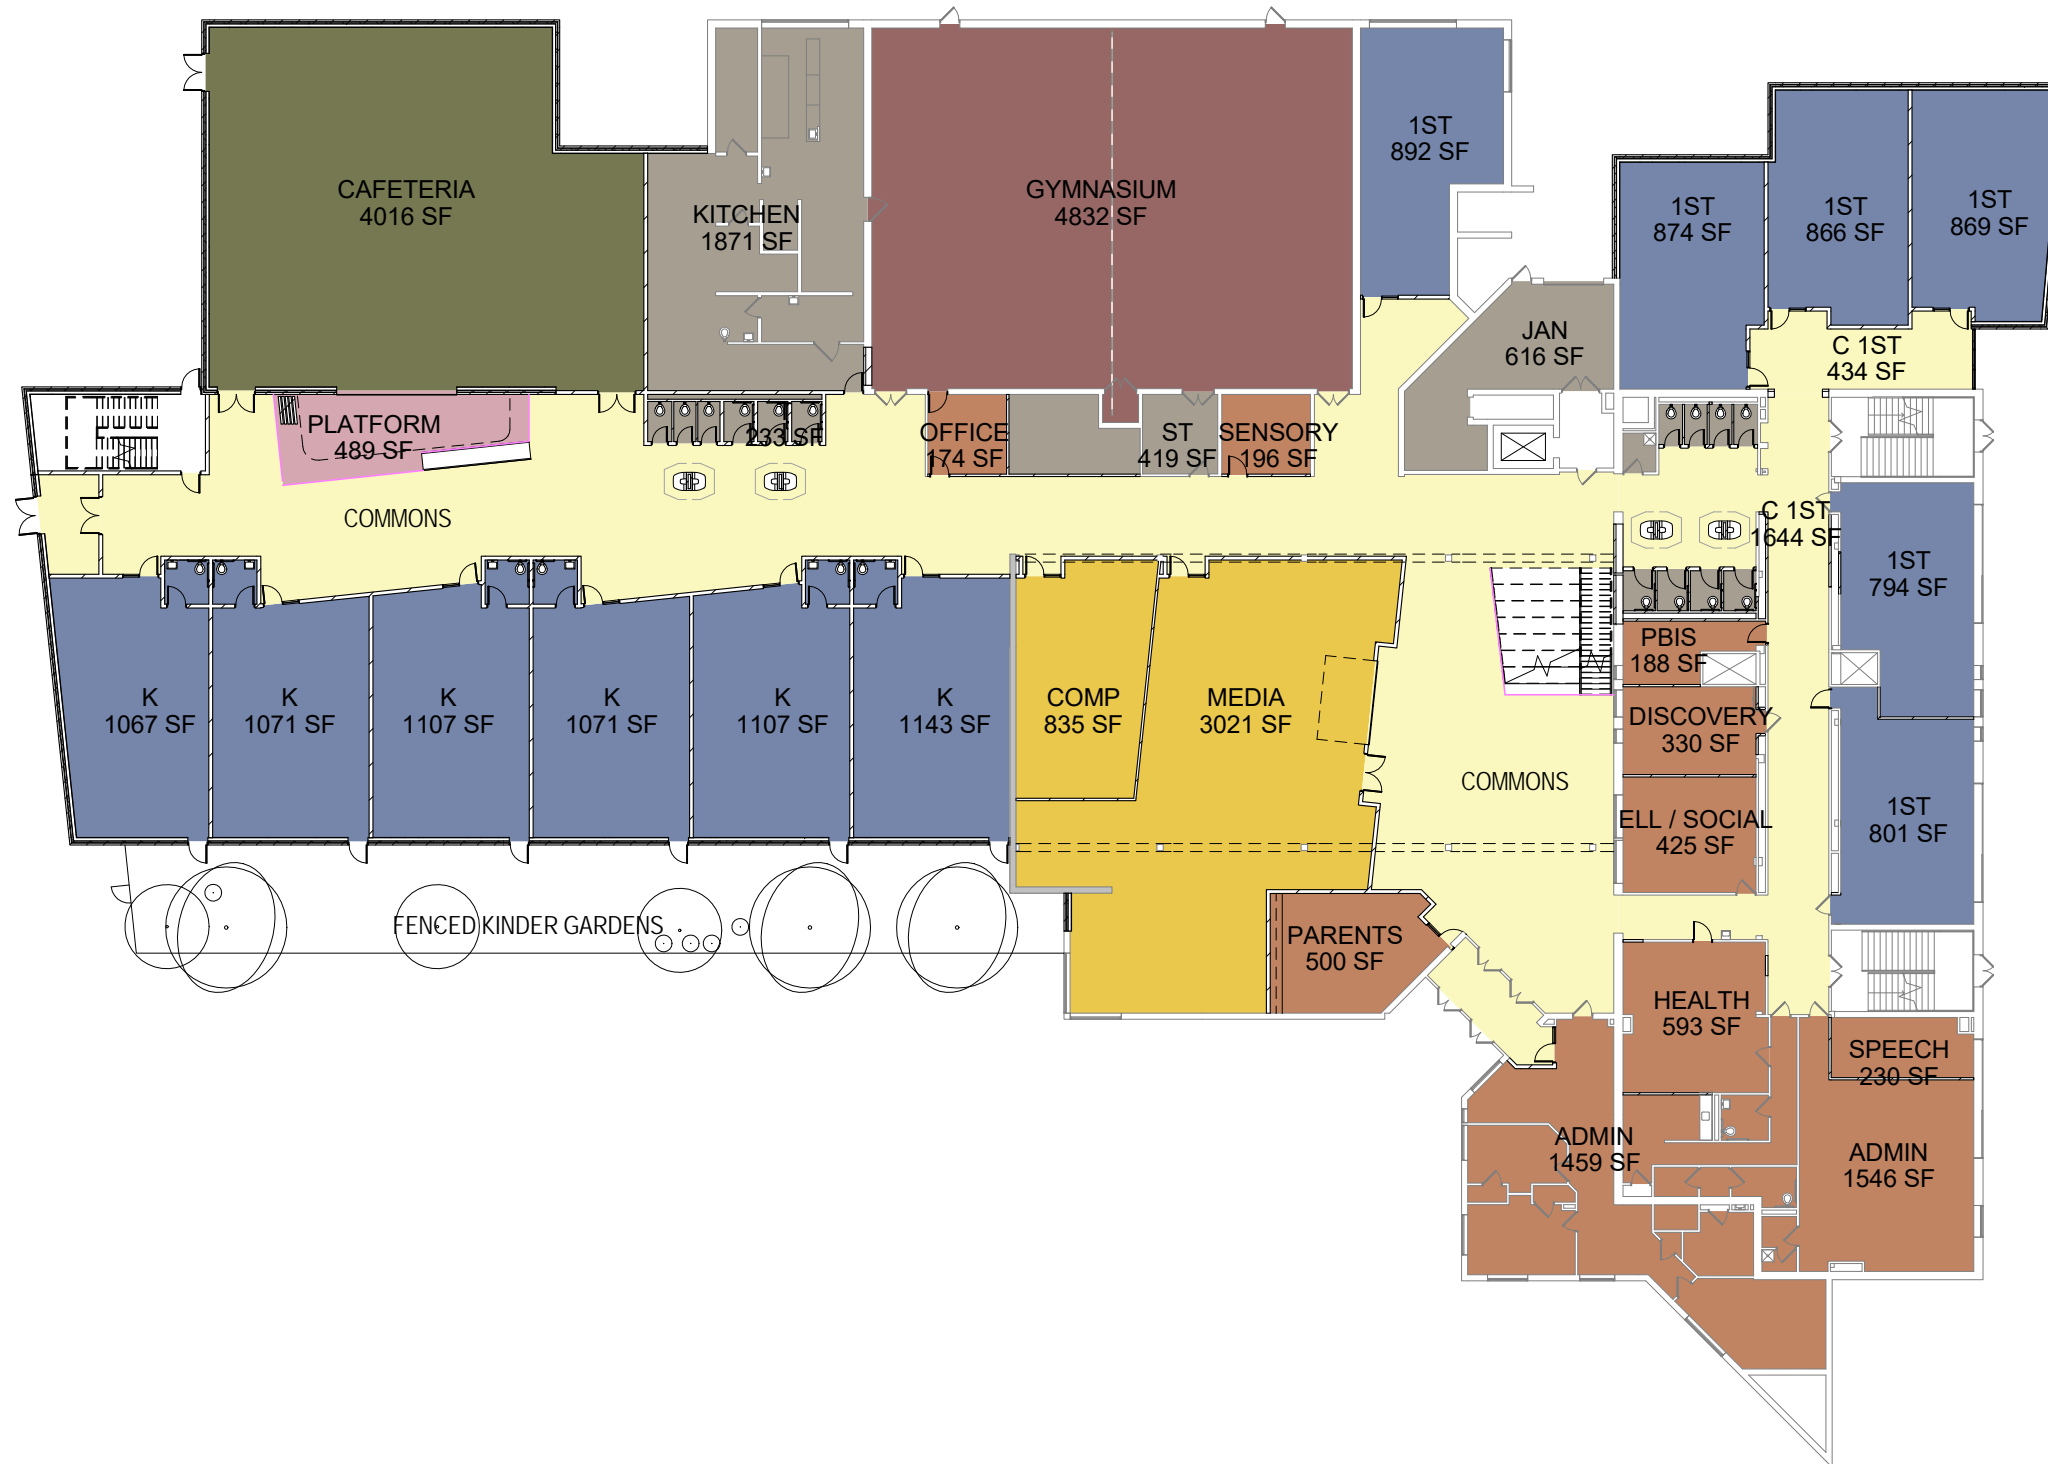 CAFETERIA
4016 SF
KITCHEN
1871 SF
GYMNASIUM
4832 SF
1ST
892 SF
1ST
874 SF
1ST
866 SF
1ST
869 SF
JAN
616 SF
C 1ST
434 SF
PLATFORM
489 SF
233 SF
OFFICE
174 SF
ST
419 SF
SENSORY
196 SF
COMMONS
C 1ST
1644 SF
1ST
794 SF
PBIS
188 SF
K
1067 SF
K
1071 SF
K
1107 SF
K
1071 SF
K
1107 SF
K
1143 SF
COMP
835 SF
MEDIA
3021 SF
COMMONS
DISCOVERY
330 SF
ELL / SOCIAL
425 SF
1ST
801 SF
FENCED KINDER GARDENS
PARENTS
500 SF
HEALTH
593 SF
SPEECH
230 SF
ADMIN
1459 SF
ADMIN
1546 SF